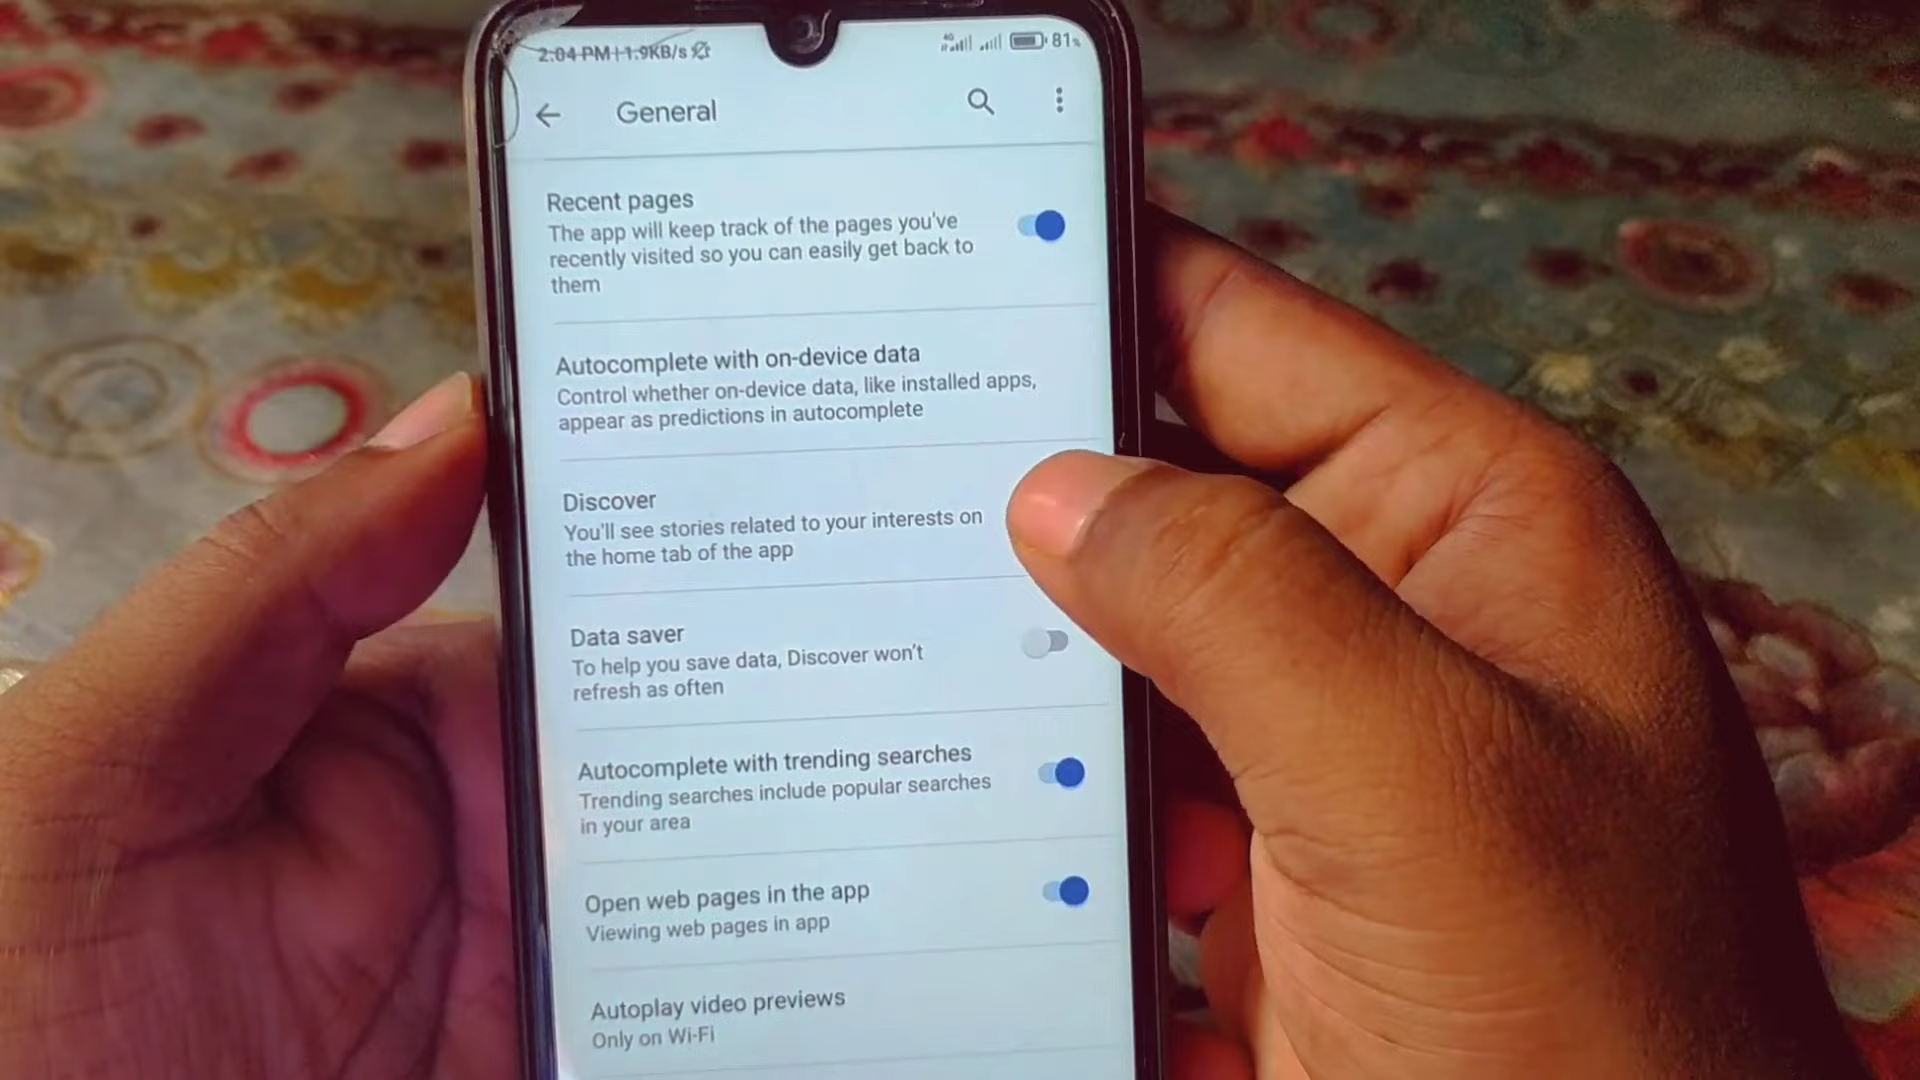 2:04 PM | 1.9KB/s
4G
81%
General
Recent pages
The app will keep track of the pages you've
recently visited so you can easily get back to
them
Autocomplete with on-device data
Control whether on-device data, like installed apps,
appear as predictions in autocomplete
Discover
You'll see stories related to your interests on
the home tab of the app
Data saver
To help you save data, Discover won't
refresh as often
Autocomplete with trending searches
Trending searches include popular searches
in your area
Open web pages in the app
Viewing web pages in app
Autoplay video previews
Only on Wi-Fi